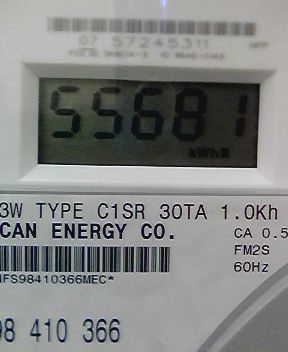 07 57245311
55681
kWh
3W TYPE C1SR 30TA 1.0Kh
CAN ENERGY CO.
CA 0.5
FM2S
60Hz
NFS98410366MEC*
98 410 366